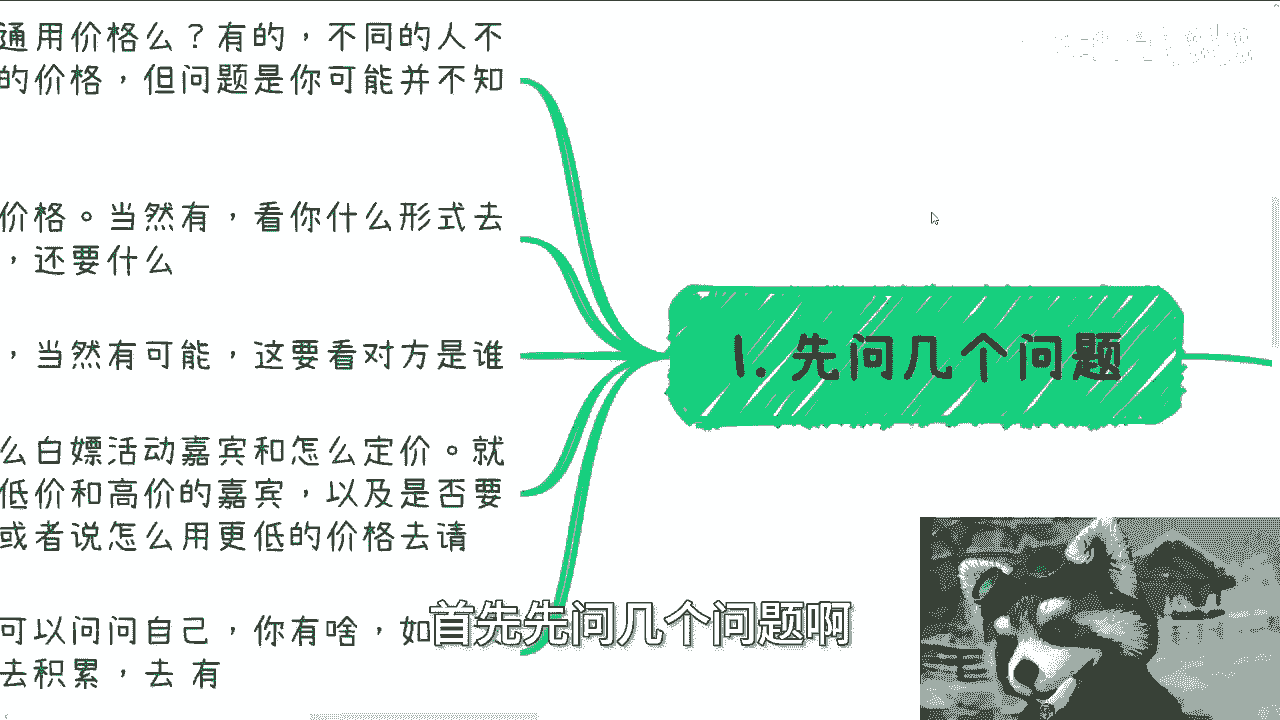 通用价格么？有的，不同的人不
的价格，但问题是你可能并不知
价格。当然有，看你什么形式去
，还要什么
，当然有可能，这要看对方是谁
么白嫖活动嘉宾和怎么定价。就
低价和高价的嘉宾，以及是否要
或者说怎么用更低的价格去请
可以问问自己，你有啥，如
去积累，去 有
1. 先问几个问题
首先先问几个问题啊